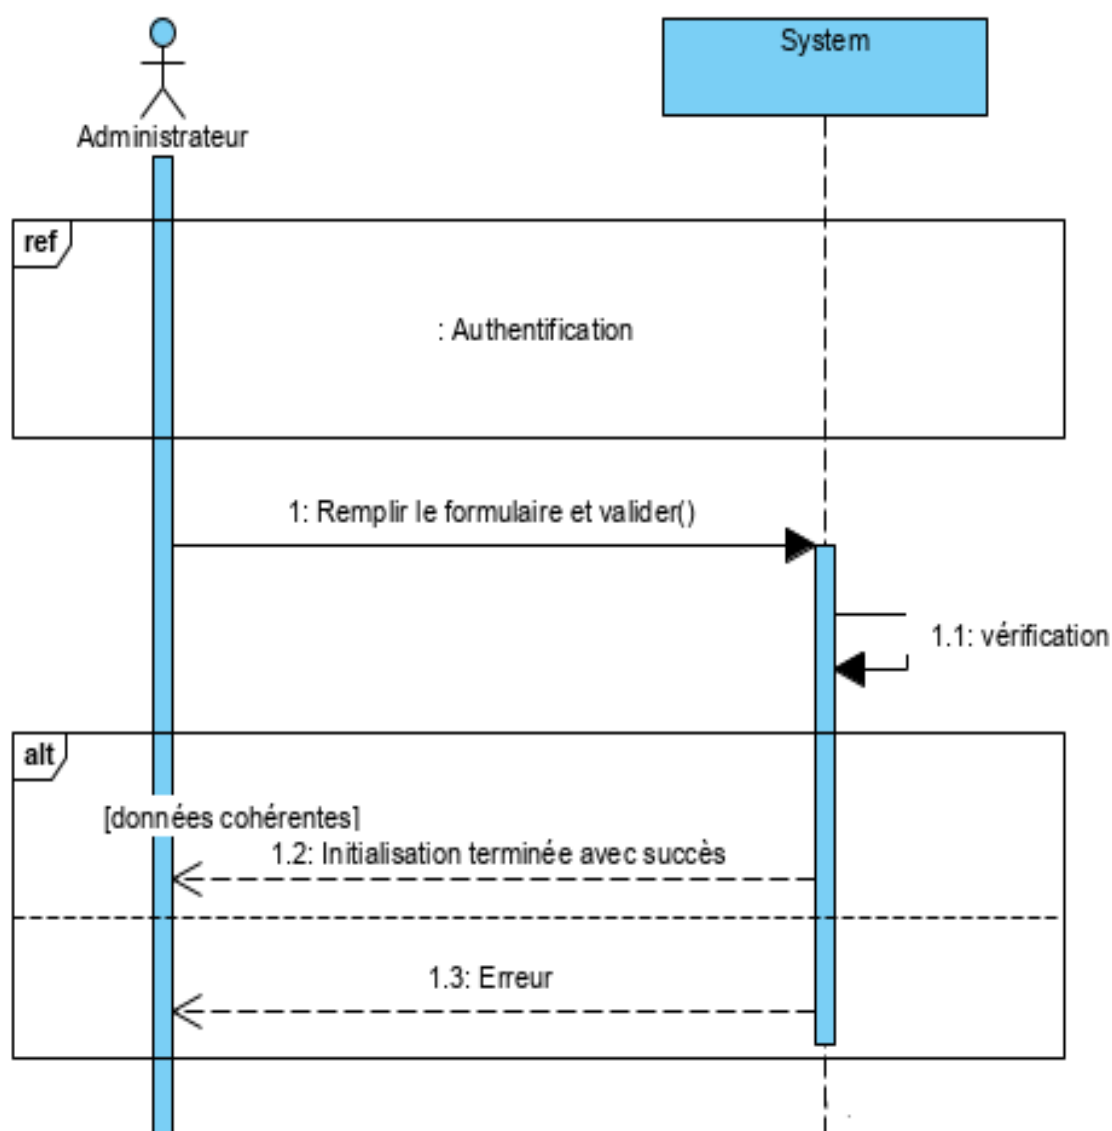 System
Administrateur
ref
: Authentification
1: Remplir le formulaire et valider()
1.1: vérification
alt
[données cohérentes]
1.2: Initialisation terminée avec succès
1.3: Erreur